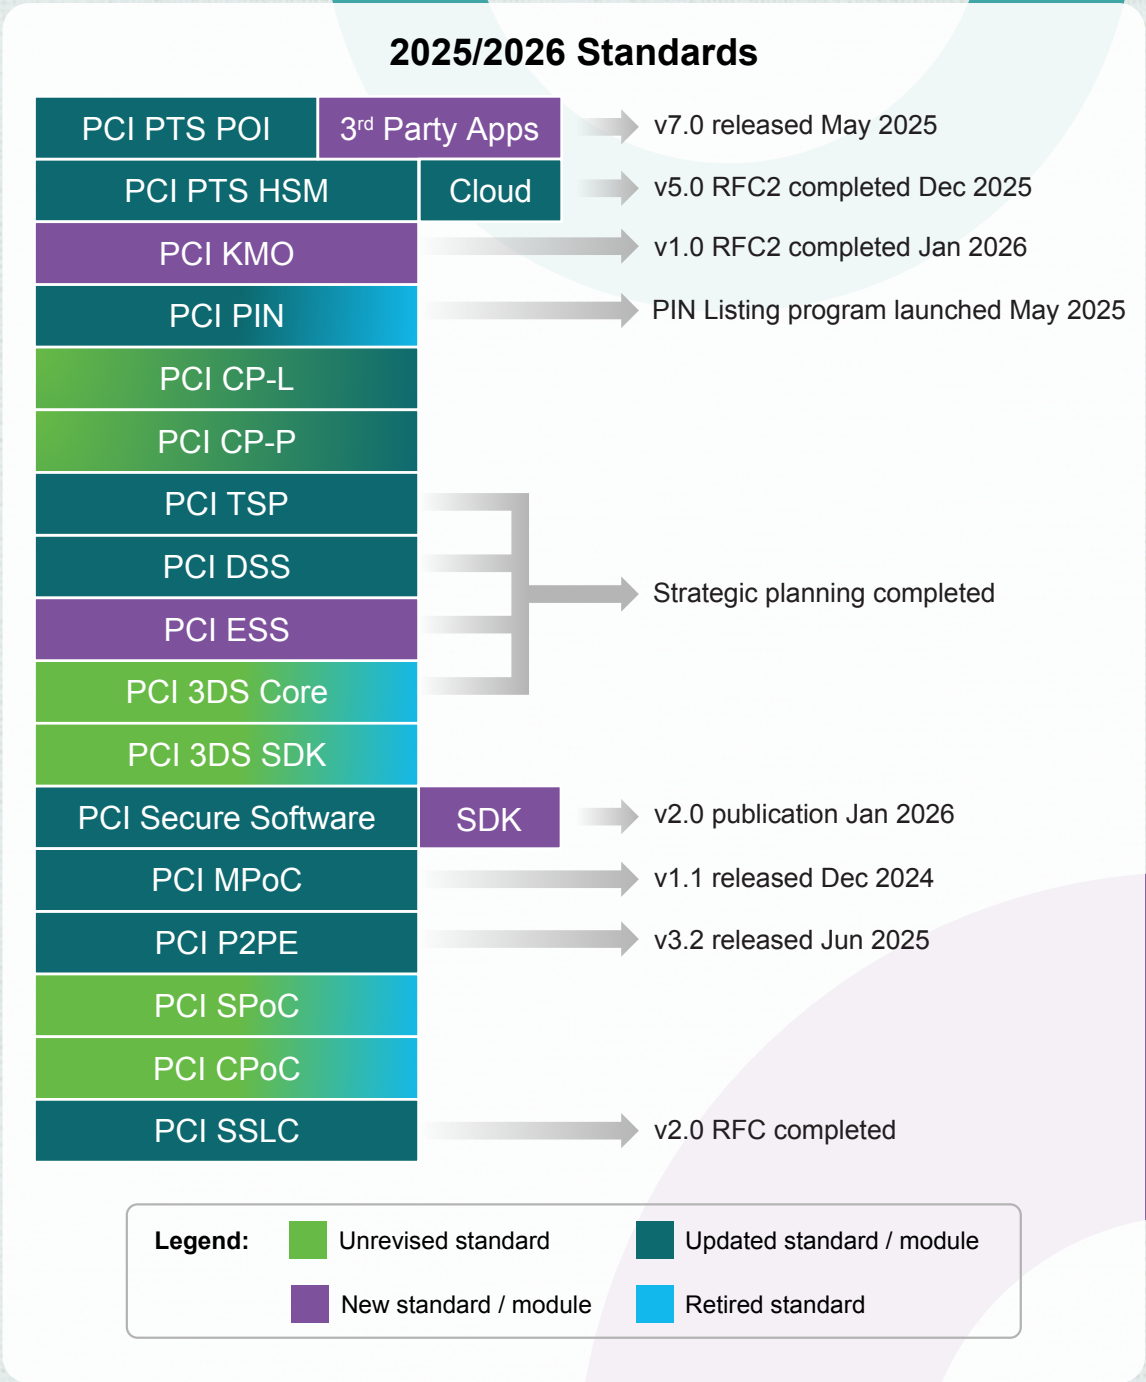 2025/2026 Standards
PCI PTS POI 3rd Party Apps v7.0 released May 2025
PCI PTS HSM Cloud v5.0 RFC2 completed Dec 2025
PCI KMO v1.0 RFC2 completed Jan 2026
PCI PIN PIN Listing program launched May 2025
PCI CP-L
PCI CP-P
PCI TSP
PCI DSS
Strategic planning completed
PCI ESS
PCI 3DS Core
PCI 3DS SDK
PCI Secure Software SDK v2.0 publication Jan 2026
PCI MPoC v1.1 released Dec 2024
PCI P2PE v3.2 released Jun 2025
PCI SPoC
PCI CPoC
PCI SSLC v2.0 RFC completed
Legend: Unrevised standard Updated standard / module
New standard / module Retired standard